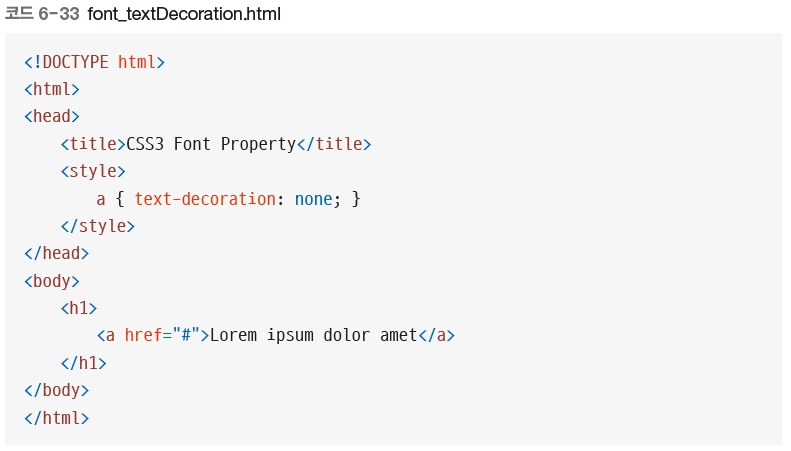 코드 6-33 font_textDecoration.html
<!DOCTYPE html>
<html>
<head>
    <title>CSS3 Font Property</title>
    <style>
        a { text-decoration: none; }
    </style>
</head>
<body>
    <h1>
        <a href="#">Lorem ipsum dolor amet</a>
    </h1>
</body>
</html>